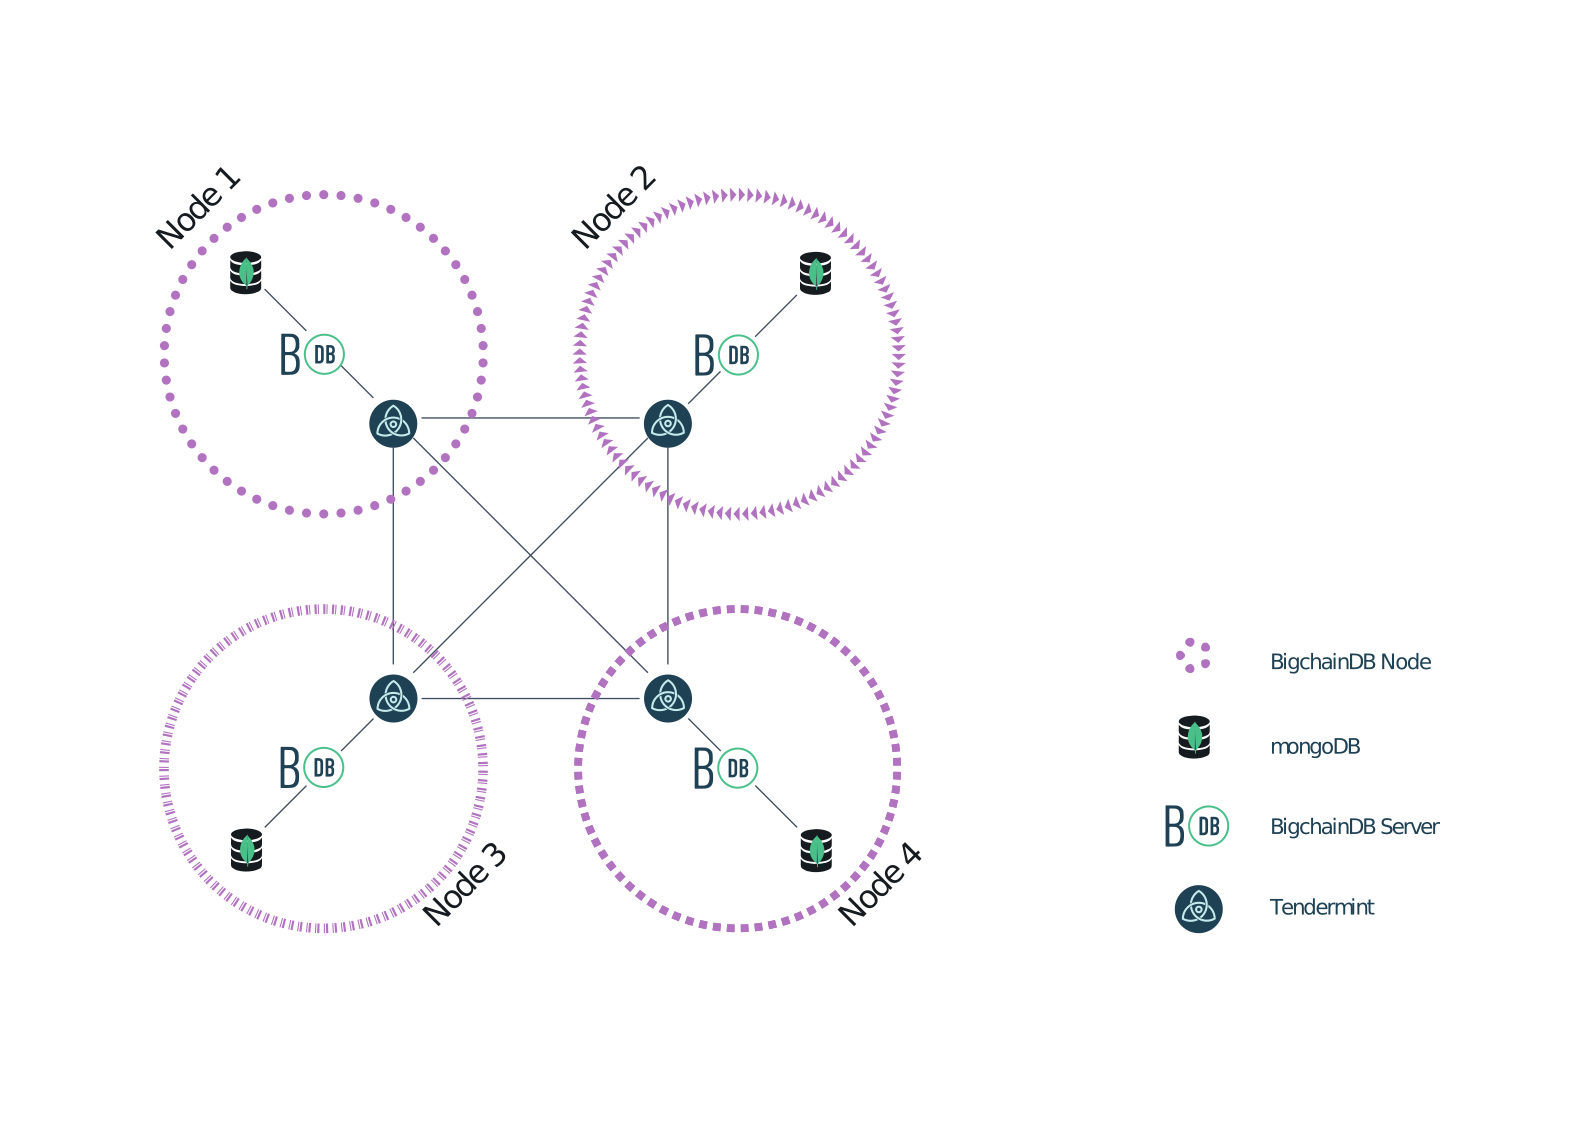 Node 1
Node 2
B DB
B DB
B DB
B DB
Node 3
Node 4
BigchainDB Node
mongoDB
B DB
BigchainDB Server
Tendermint